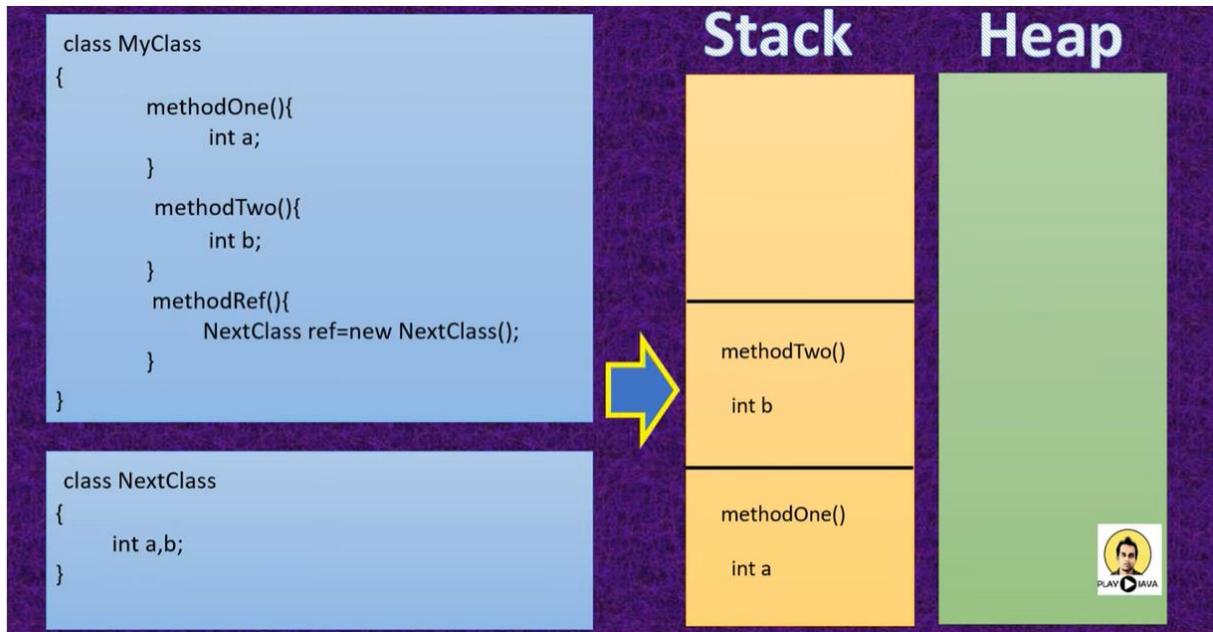 class MyClass
{
methodOne(){
int a;
}
methodTwo(){
int b;
}
methodRef(){
NextClass ref=new NextClass();
}
}
class NextClass
{
int a,b;
}
Stack
methodTwo()
int b
methodOne()
int a
Heap
PLAY JAVA